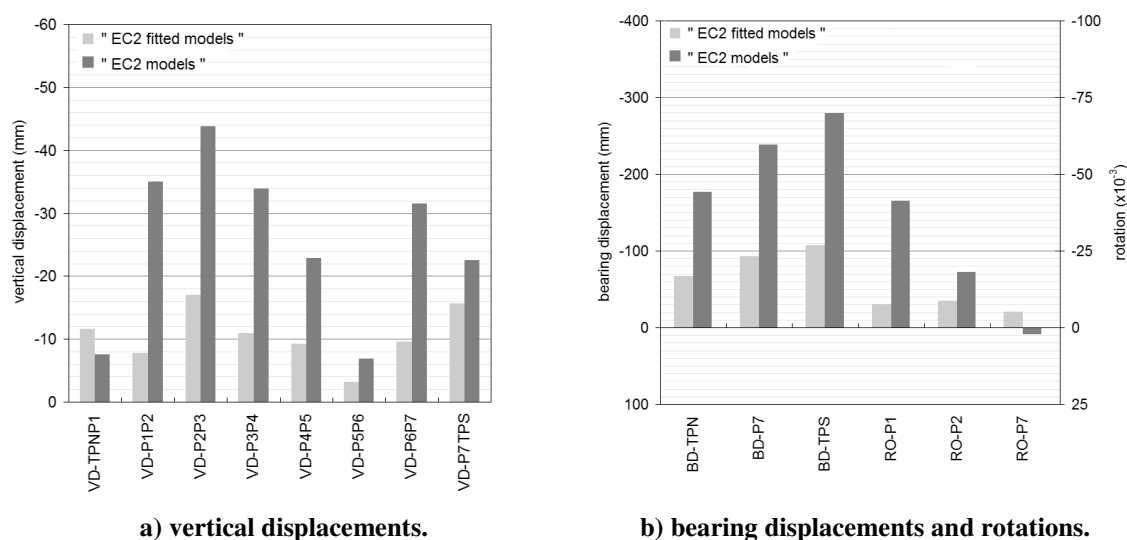 -60
-50
-40
-30
-20
-10
0
vertical displacement (mm)
" EC2 fitted models "
" EC2 models "
VD-TPNP1
VD-P1P2
VD-P2P3
VD-P3P4
VD-P4P5
VD-P5P6
VD-P6P7
VD-P7TPS
a) vertical displacements.
-400
-300
-200
-100
0
100
bearing displacement (mm)
" EC2 fitted models "
" EC2 models "
-100
-75
-50
-25
0
25
rotation (x10⁻³)
BD-TPN
BD-P7
BD-TPS
RO-P1
RO-P2
RO-P7
b) bearing displacements and rotations.